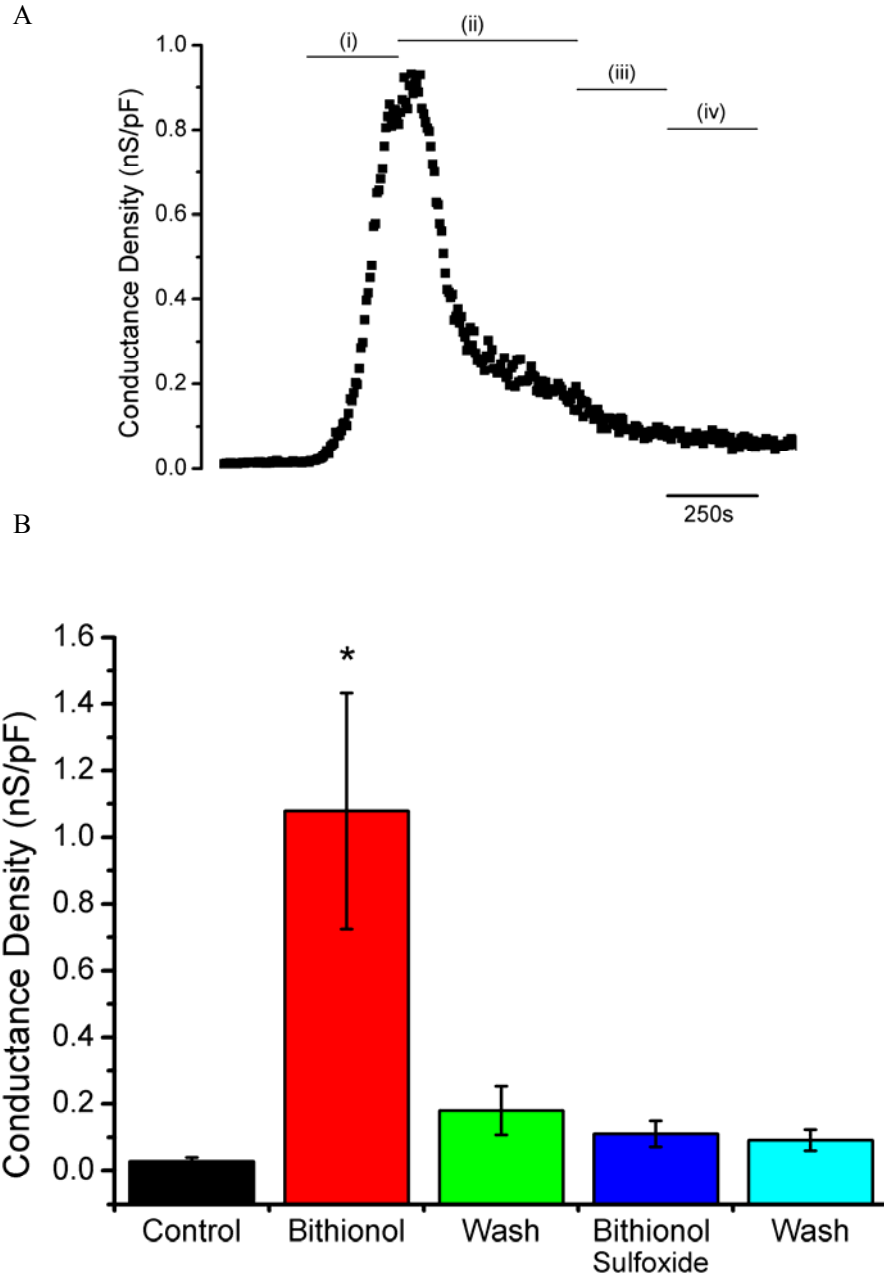 A
(i)
(ii)
(iii)
(iv)
1.0
0.8
0.6
0.4
0.2
0.0
Conductance Density (nS/pF)
250s
B
*
1.6
1.4
1.2
1.0
0.8
0.6
0.4
0.2
0.0
Conductance Density (nS/pF)
Control
Bithionol
Wash
Bithionol
Sulfoxide
Wash